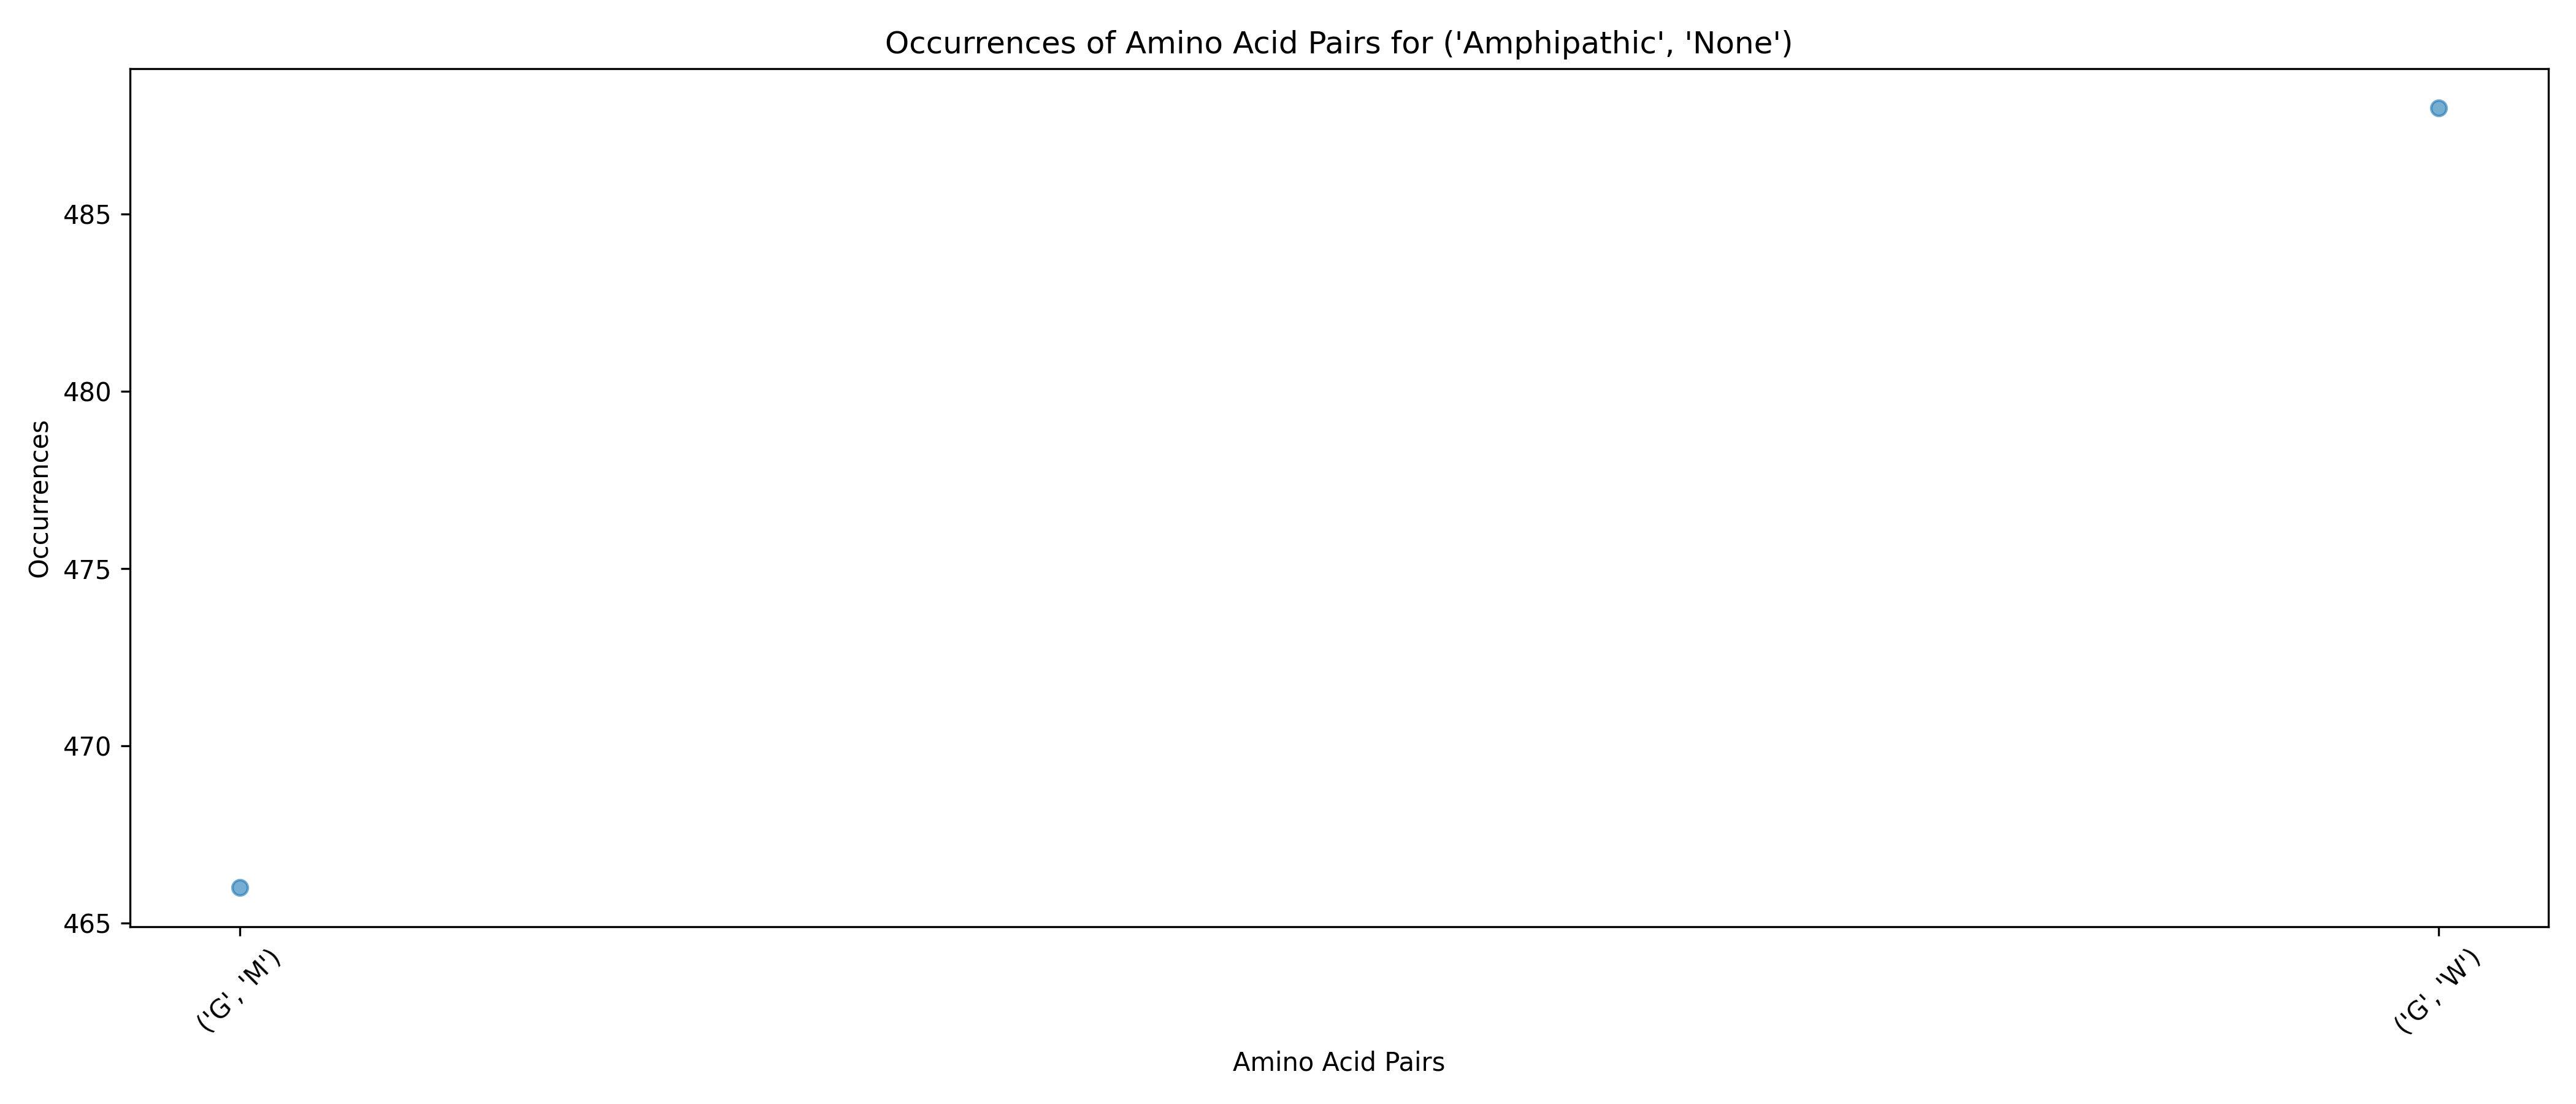 Occurrences of Amino Acid Pairs for ('Amphipathic', 'None')
Occurrences
485
480
475
470
465
('G', 'M')
('G', 'W')
Amino Acid Pairs